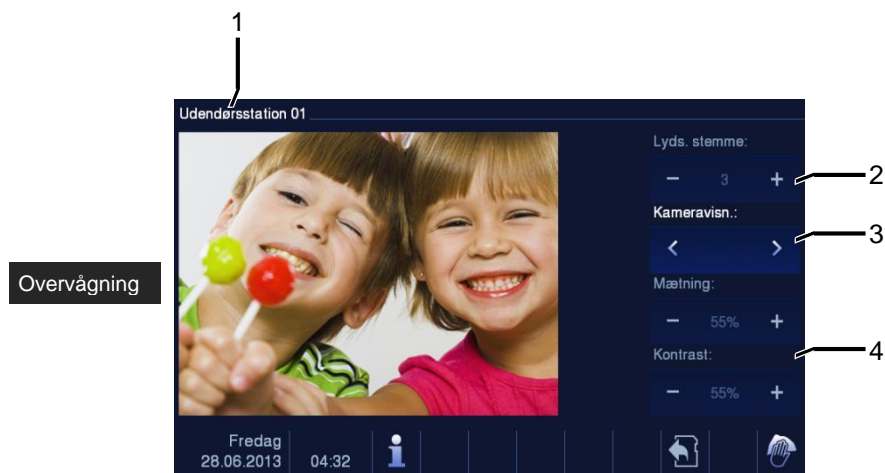 1
Udendørsstation 01
Lyds. stemme:
− 3 +
2
Kameravisn.:
< >
3
Overvågning
Mætning:
− 55% +
Kontrast:
4
− 55% +
Fredag
28.06.2013 04:32